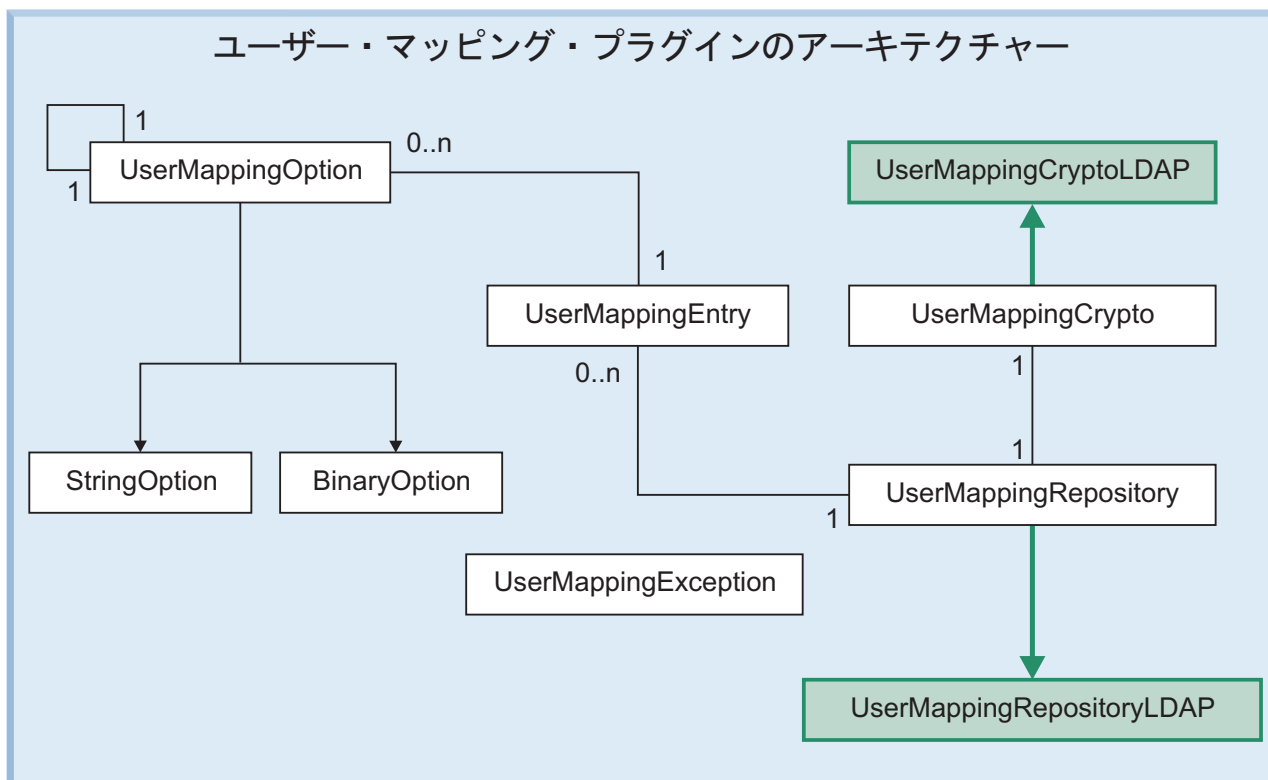 ユーザー・マッピング・プラグインのアーキテクチャー
1
UserMappingOption
1
0..n
1
UserMappingEntry
0..n
1
UserMappingCryptoLDAP
UserMappingCrypto
1
1
UserMappingRepository
StringOption
BinaryOption
UserMappingException
UserMappingRepositoryLDAP